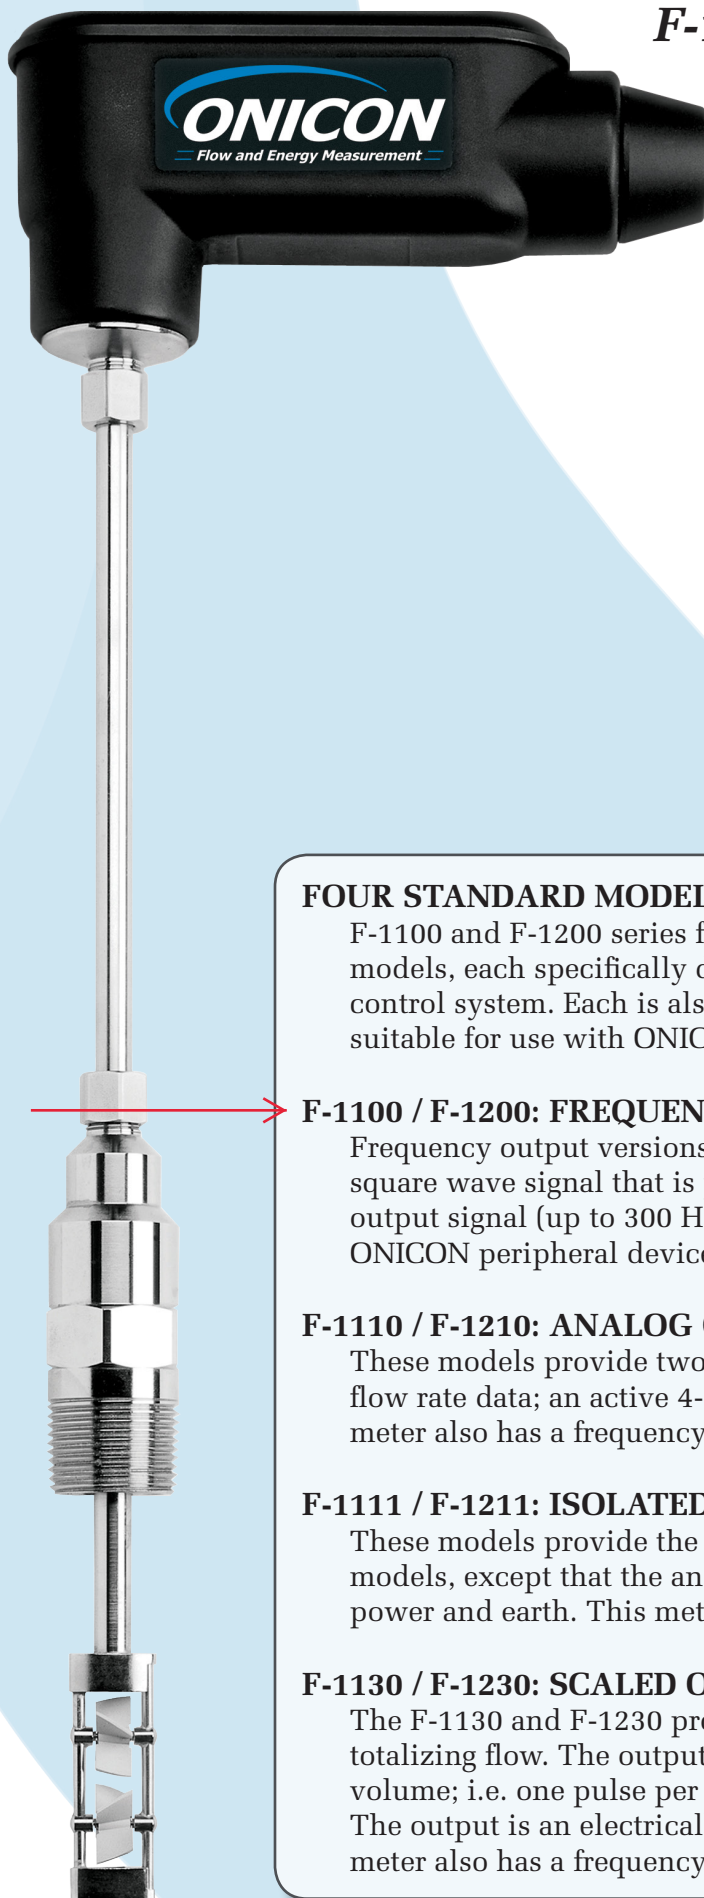 F-1
ONICON
Flow and Energy Measurement
FOUR STANDARD MODEL
F-1100 and F-1200 series f
models, each specifically
control system. Each is als
suitable for use with ONIC
F-1100 / F-1200: FREQUEN
Frequency output versions
square wave signal that is
output signal (up to 300 H
ONICON peripheral device
F-1110 / F-1210: ANALOG
These models provide two
flow rate data; an active 4-
meter also has a frequency
F-1111 / F-1211: ISOLATED
These models provide the
models, except that the an
power and earth. This met
F-1130 / F-1230: SCALED O
The F-1130 and F-1230 pr
totalizing flow. The output
volume; i.e. one pulse per
The output is an electrical
meter also has a frequency